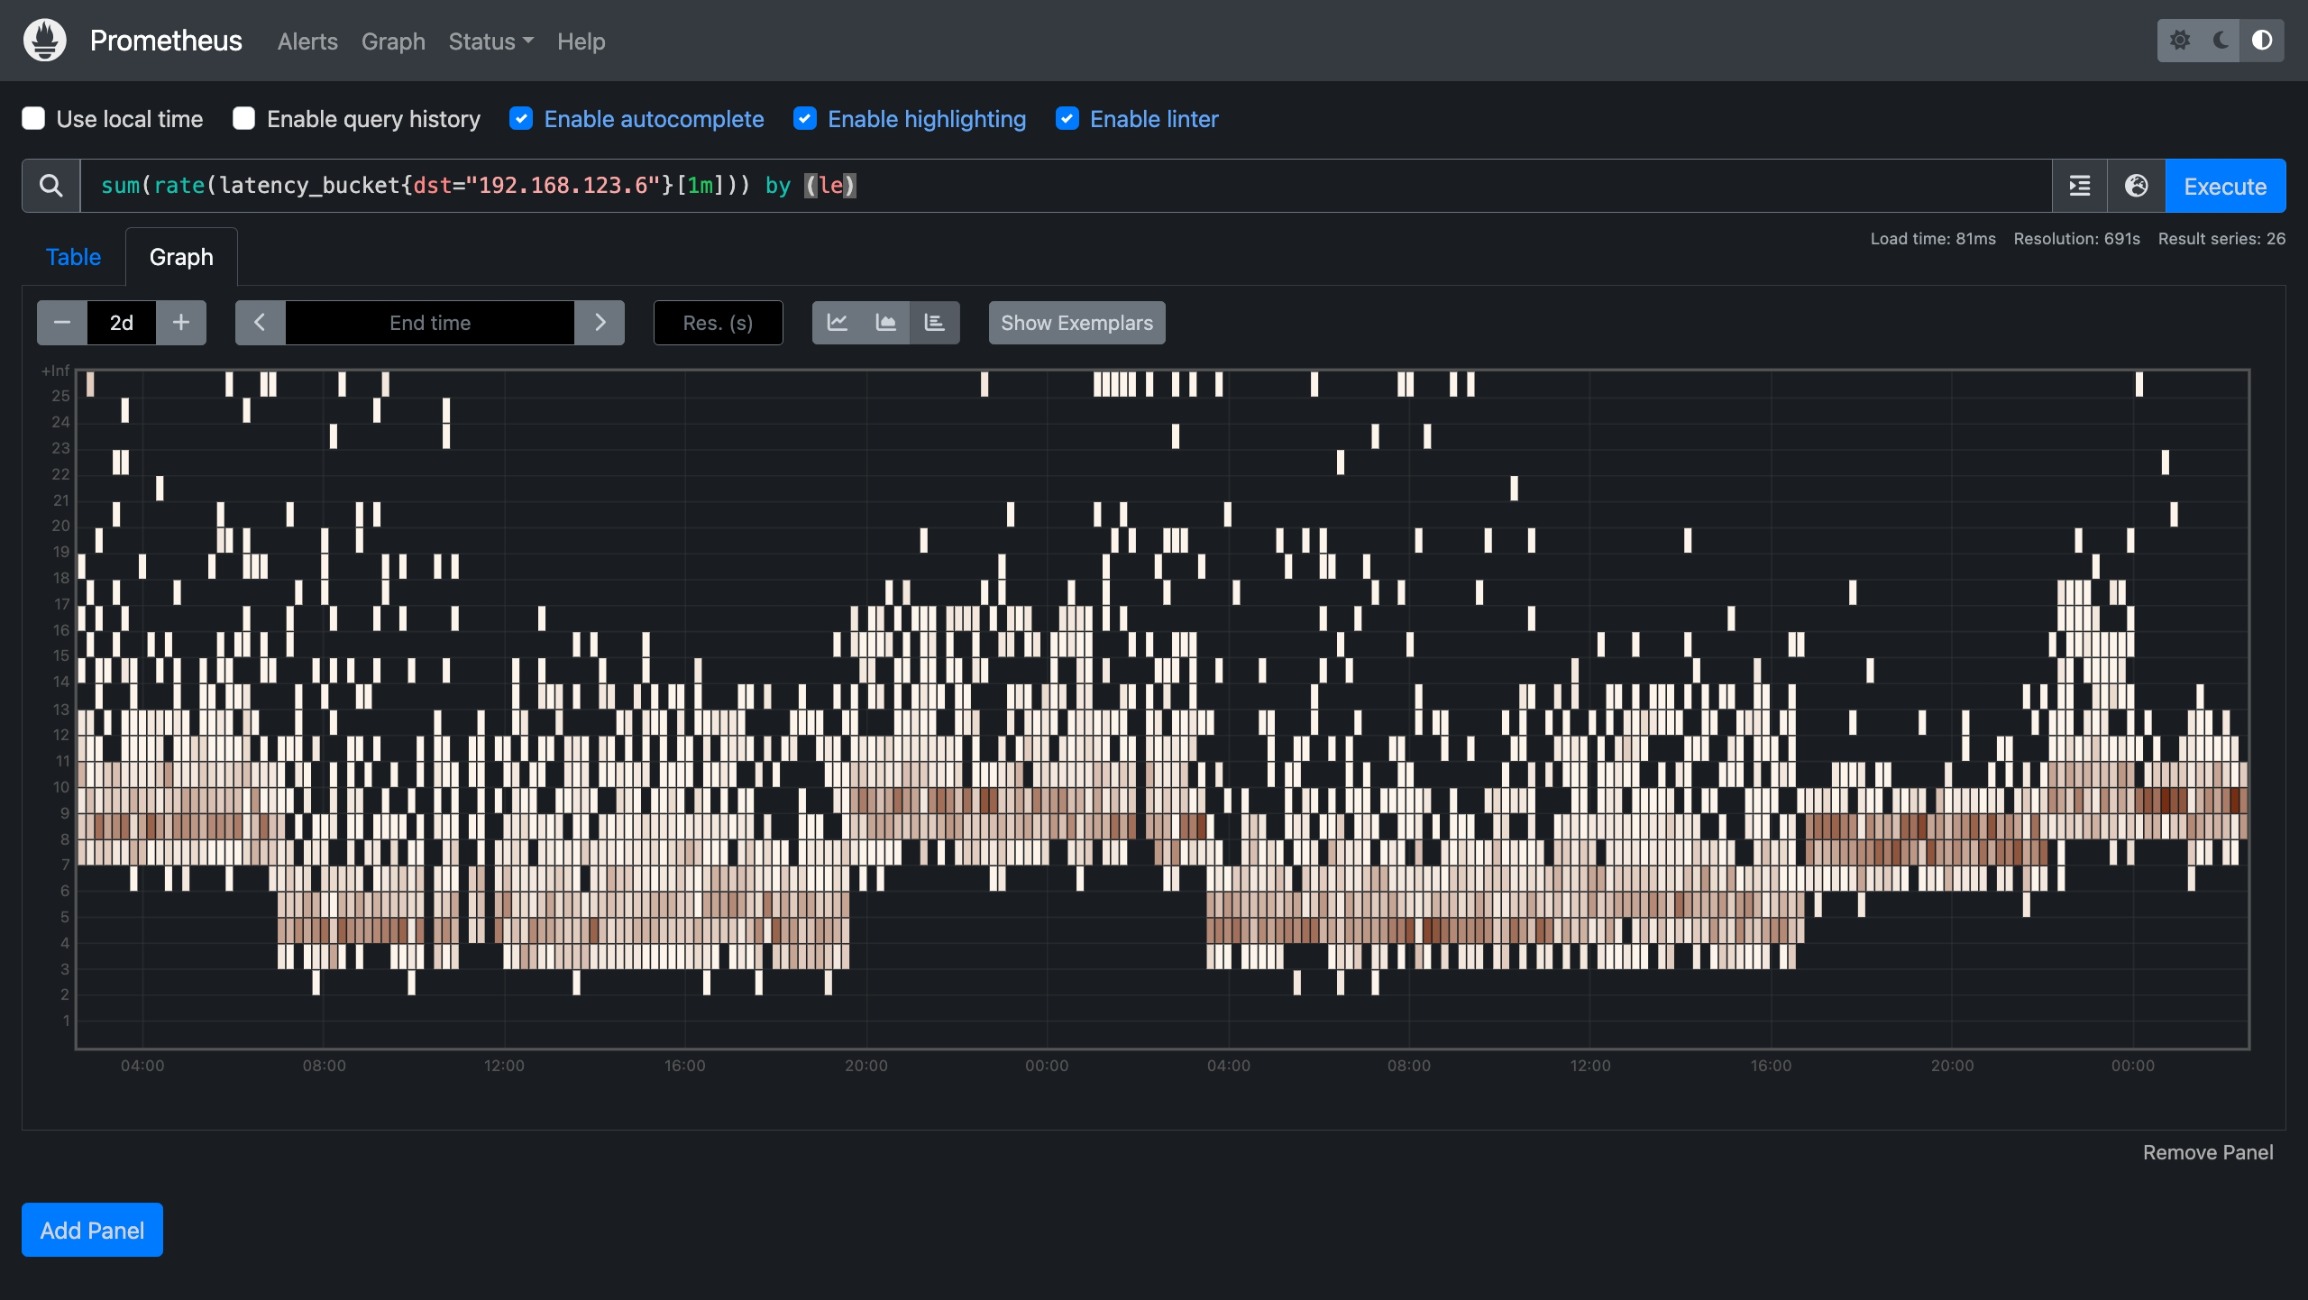 Prometheus Alerts Graph Status Help
Use local time Enable query history Enable autocomplete Enable highlighting Enable linter
sum(rate(latency_bucket{dst="192.168.123.6"}[1m])) by (le) Execute
Table Graph Load time: 81ms Resolution: 691s Result series: 26
2d End time Res. (s) Show Exemplars
+Inf
25
24
23
22
21
20
19
18
17
16
15
14
13
12
11
10
9
8
7
6
5
4
3
2
1
04:00 08:00 12:00 16:00 20:00 00:00 04:00 08:00 12:00 16:00 20:00 00:00
Remove Panel
Add Panel